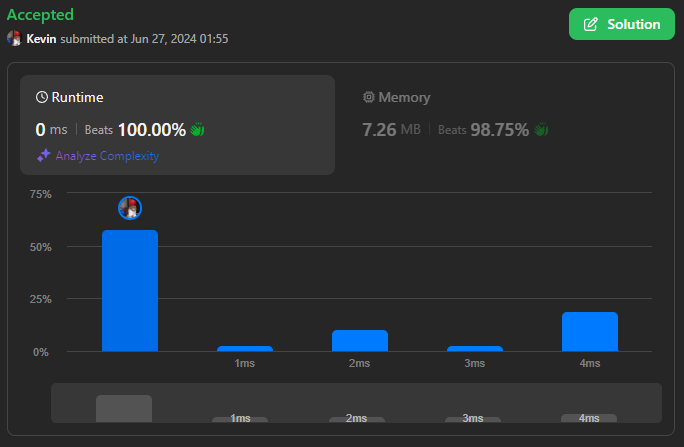 Accepted
Kevin submitted at Jun 27, 2024 01:55
Solution
Runtime
0 ms Beats 100.00%
Analyze Complexity
Memory
7.26 MB Beats 98.75%
75%
50%
25%
0%
1ms 2ms 3ms 4ms
1ms 2ms 3ms 4ms